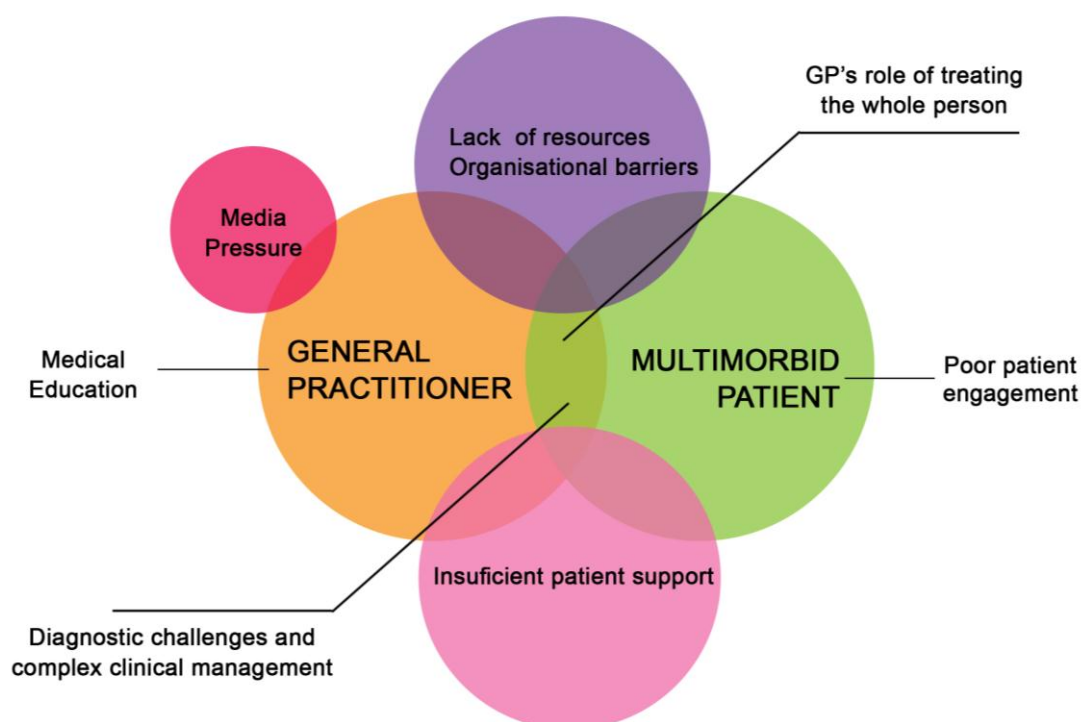 GP's role of treating
the whole person
Lack of resources
Organisational barriers
Media
Pressure
GENERAL
PRACTITIONER
MULTIMORBID
PATIENT
Medical
Education
Poor patient
engagement
Insuficient patient support
Diagnostic challenges and
complex clinical management